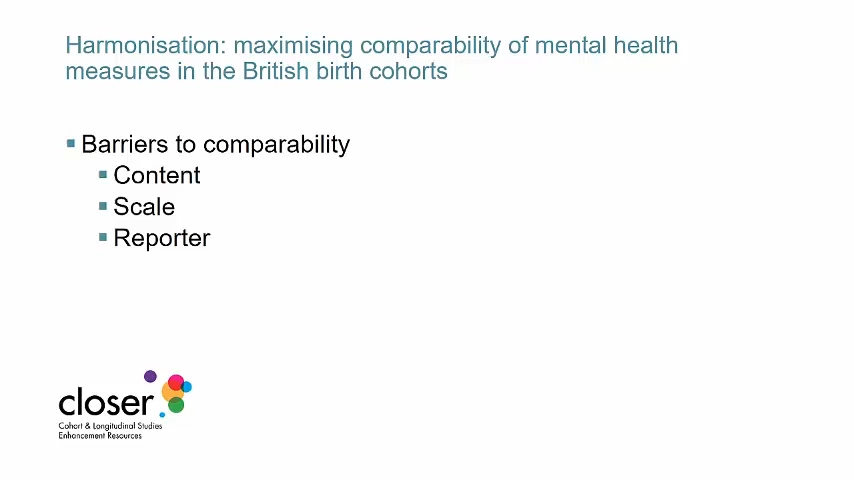 Harmonisation: maximising comparability of mental health
measures in the British birth cohorts
Barriers to comparability
Content
Scale
Reporter
closer
Cohort & Longitudinal Studies
Enhancement Resources